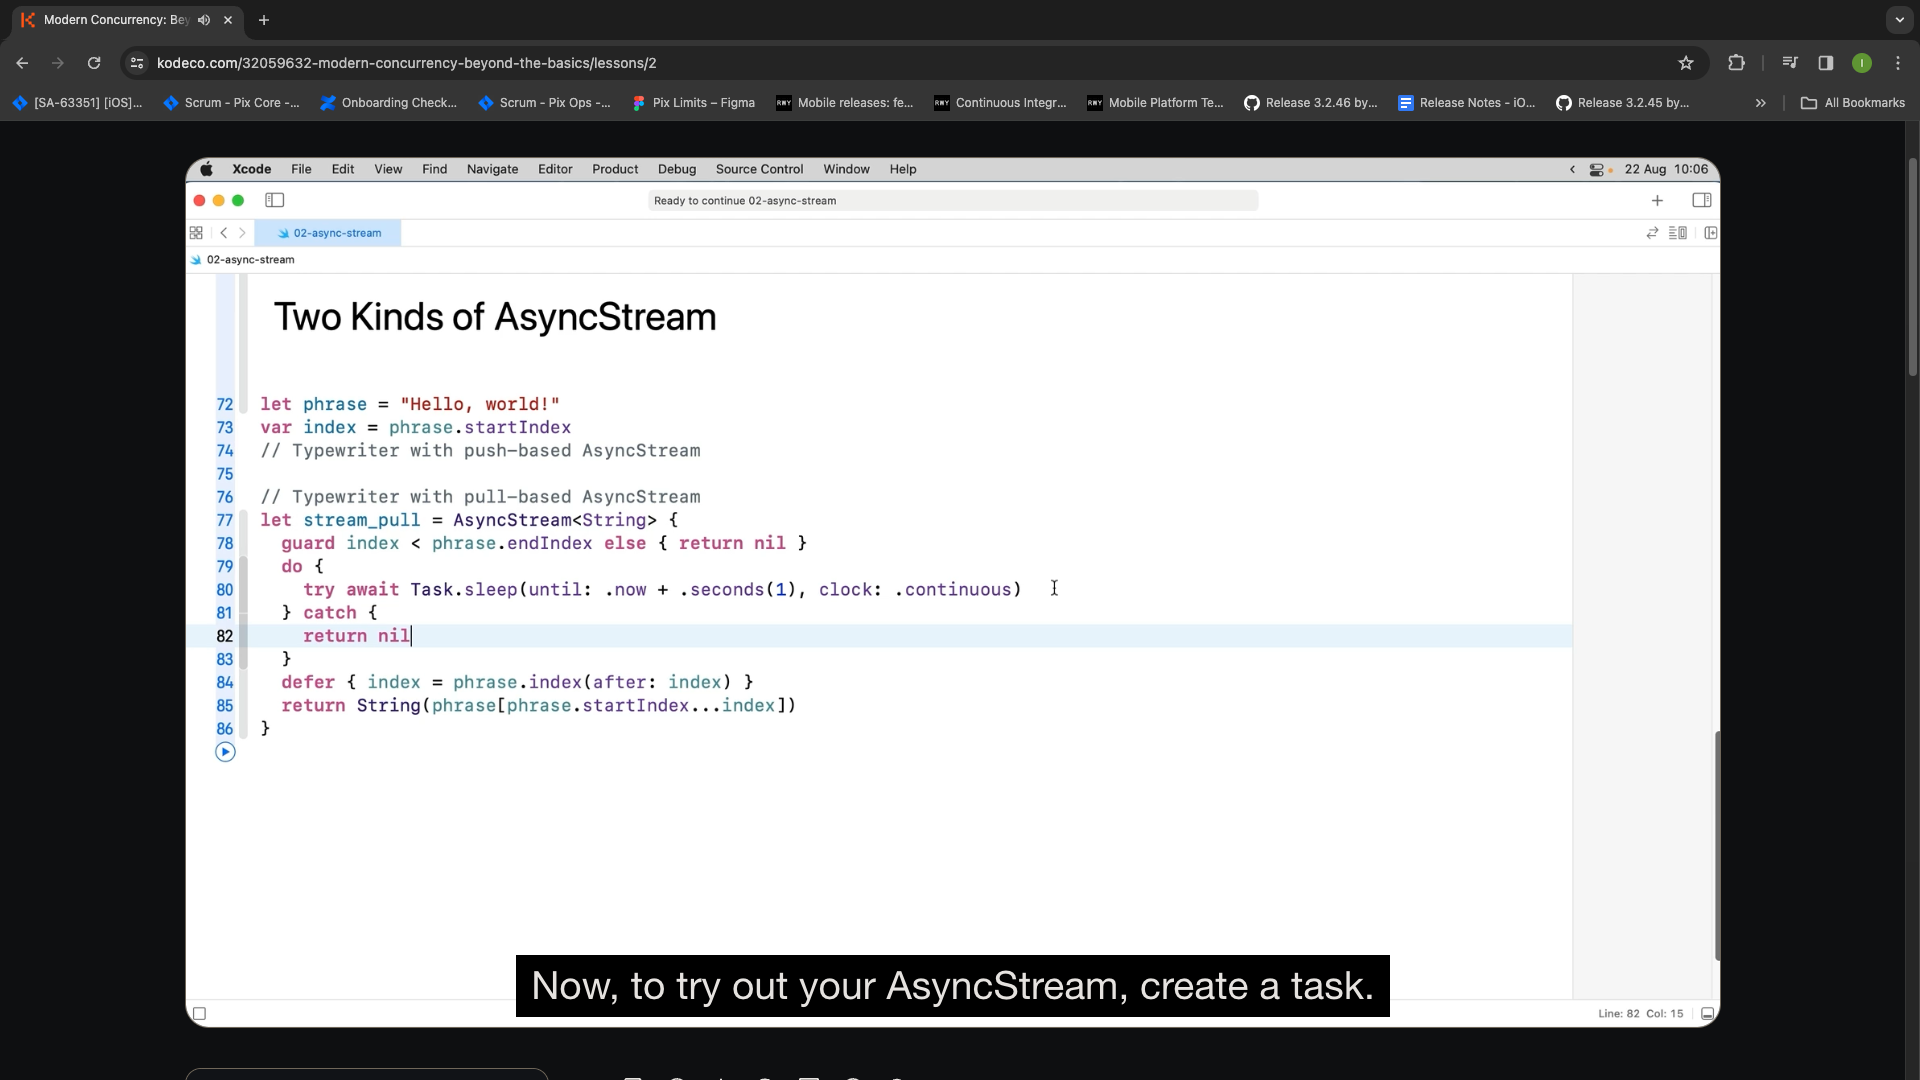 Modern Concurrency: Bey
kodeco.com/32059632-modern-concurrency-beyond-the-basics/lessons/2
I
[SA-63351] [iOS]...
Scrum - Pix Core -...
Onboarding Check...
Scrum - Pix Ops -...
Pix Limits – Figma
RWY Mobile releases: fe...
RWY Continuous Integr...
RWY Mobile Platform Te...
Release 3.2.46 by...
Release Notes - iO...
Release 3.2.45 by...
» All Bookmarks
Xcode File Edit View Find Navigate Editor Product Debug Source Control Window Help
22 Aug 10:06
Ready to continue 02-async-stream
02-async-stream
02-async-stream
Two Kinds of AsyncStream
72 let phrase = "Hello, world!"
73 var index = phrase.startIndex
74 // Typewriter with push-based AsyncStream
75
76 // Typewriter with pull-based AsyncStream
77 let stream_pull = AsyncStream<String> {
78 guard index < phrase.endIndex else { return nil }
79 do {
80 try await Task.sleep(until: .now + .seconds(1), clock: .continuous)
81 } catch {
82 return nil
83 }
84 defer { index = phrase.index(after: index) }
85 return String(phrase[phrase.startIndex...index])
86 }
Now, to try out your AsyncStream, create a task.
Line: 82 Col: 15